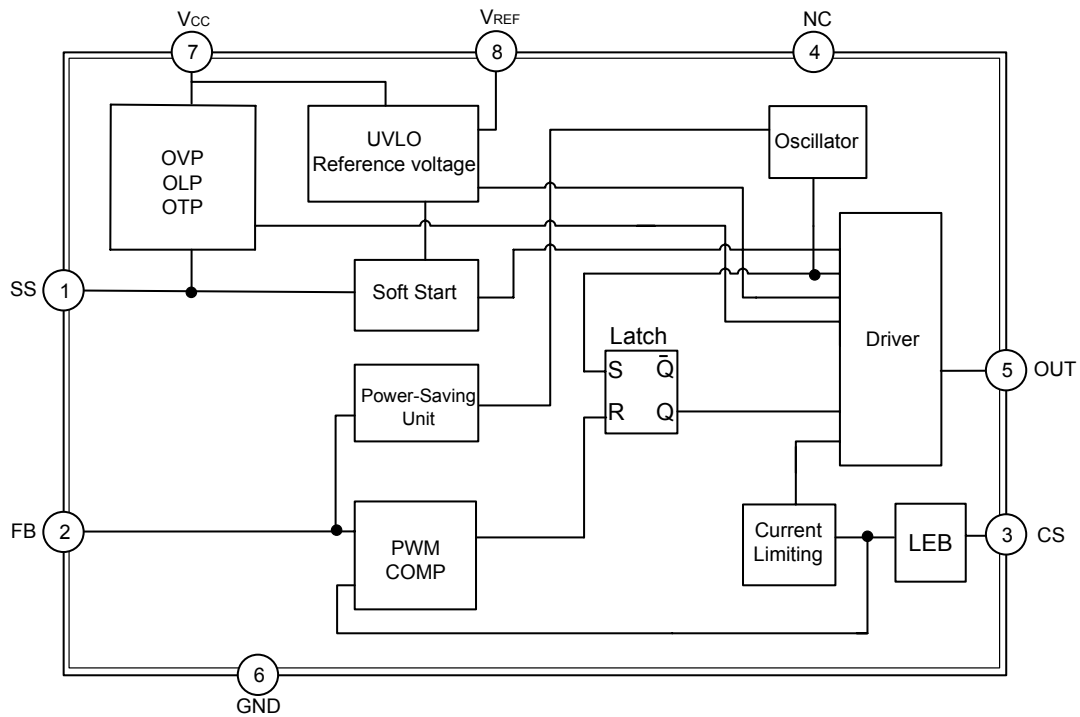 VCC
VREF
NC
7
8
4
OVP
OLP
OTP
UVLO
Reference voltage
Oscillator
SS
1
Soft Start
Driver
Latch
S Q̄
R Q
5
OUT
Power-Saving
Unit
FB
2
PWM
COMP
Current
Limiting
LEB
3
CS
6
GND